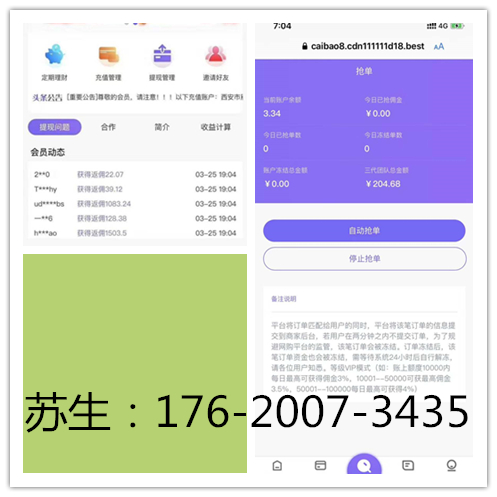 定期理财 充值管理 提现管理 邀请好友
头条公告 【重要公告】尊敬的会员，请注意！！！以下充值账户：西安市
提现问题 合作 简介 收益计算
会员动态
2**0 获得返佣22.07 03-25 19:04
T***hy 获得返佣39.12 03-25 19:04
ud****bs 获得返佣1083.24 03-25 19:04
一**6 获得返佣128.38 03-25 19:04
h***ao 获得返佣1503.5 03-25 19:04
7:04 4G
caibao8.cdn111111d18.best AA
抢单
当前账户余额 今日已抢佣金
3.34 ￥0.00
今日已抢单数 今日冻结单数
0 0
账户冻结总金额 三代团队总金额
￥0.00 ￥204.68
自动抢单
停止抢单
备注说明
平台将订单匹配给用户的同时，平台将该笔订单的信息提
交到商家后台，若用户在两分钟之内不提交订单，为了规
避网购平台的监管，该笔订单会被冻结。订单冻结后，该
笔订单资金也会被冻结，需等待系统24小时后自行解冻，
请各位用户知悉。等级VIP模式（如：账上额度10000内
每日最高可获得佣金3%，10001--50000可获最高佣金
3.5%，50001--100000每日最高可获得4%）
苏生：176-2007-3435